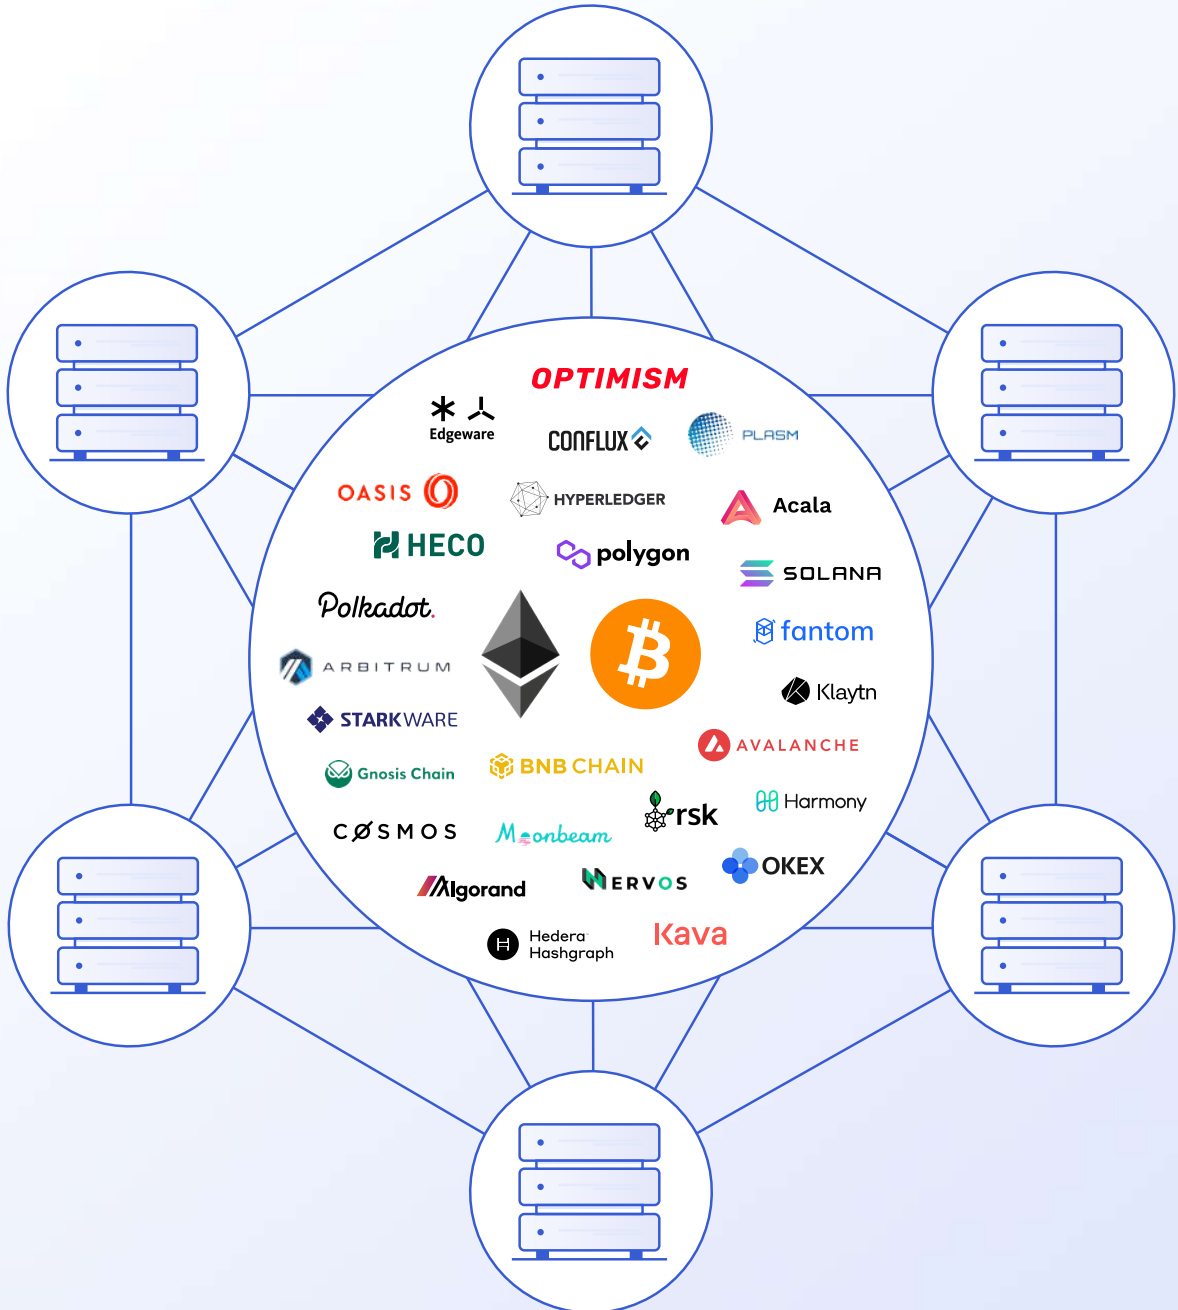 OPTIMISM
Edgeware
CONFLUX
PLASM
OASIS
HYPERLEDGER
Acala
HECO
polygon
SOLANA
Polkadot.
fantom
ARBITRUM
Klaytn
STARKWARE
AVALANCHE
Gnosis Chain
BNB CHAIN
Harmony
rsk
CØSMOS
Moonbeam
OKEX
Algorand
NERVOS
Kava
Hedera
Hashgraph